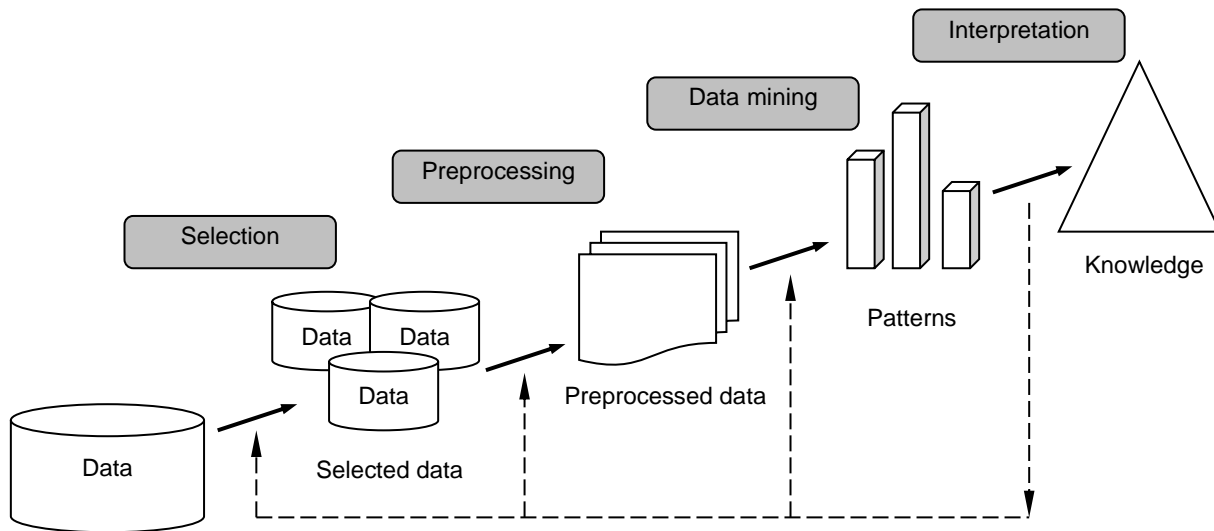 Interpretation
Data mining
Preprocessing
Selection
Knowledge
Patterns
Data
Data
Data
Preprocessed data
Data
Selected data